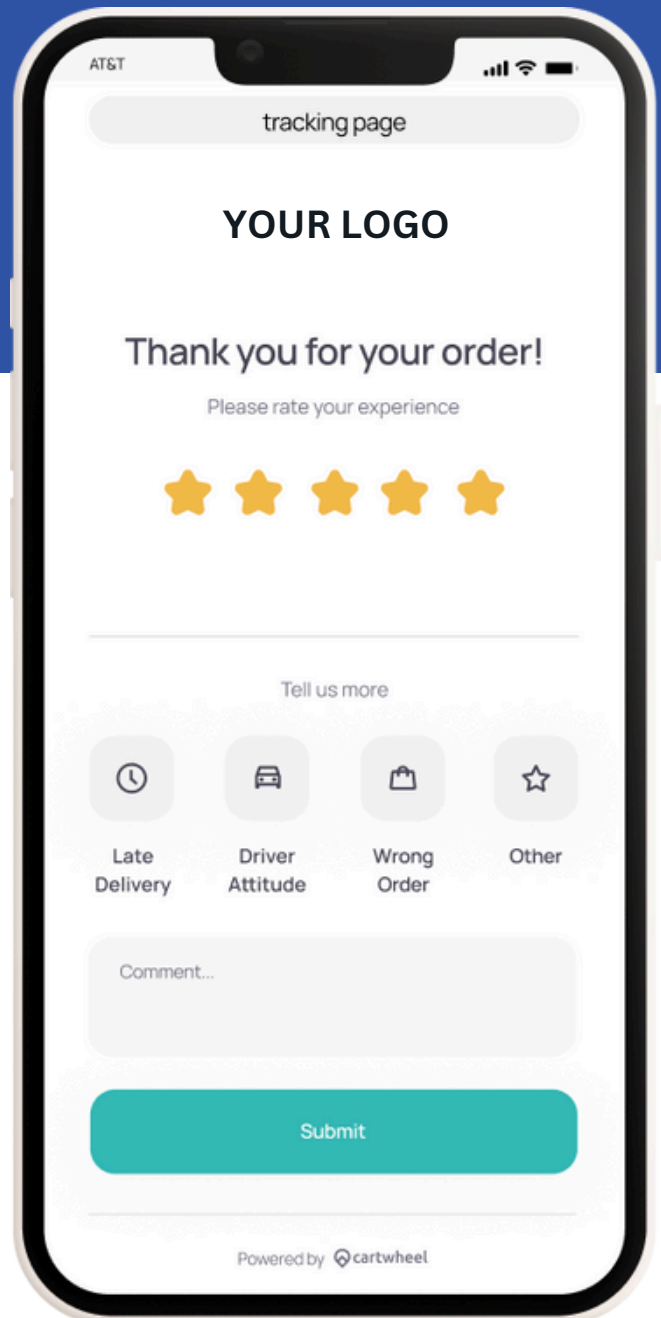 AT&T
tracking page
YOUR LOGO
Thank you for your order!
Please rate your experience
Tell us more
Late Delivery
Driver Attitude
Wrong Order
Other
Comment...
Submit
Powered by cartwheel